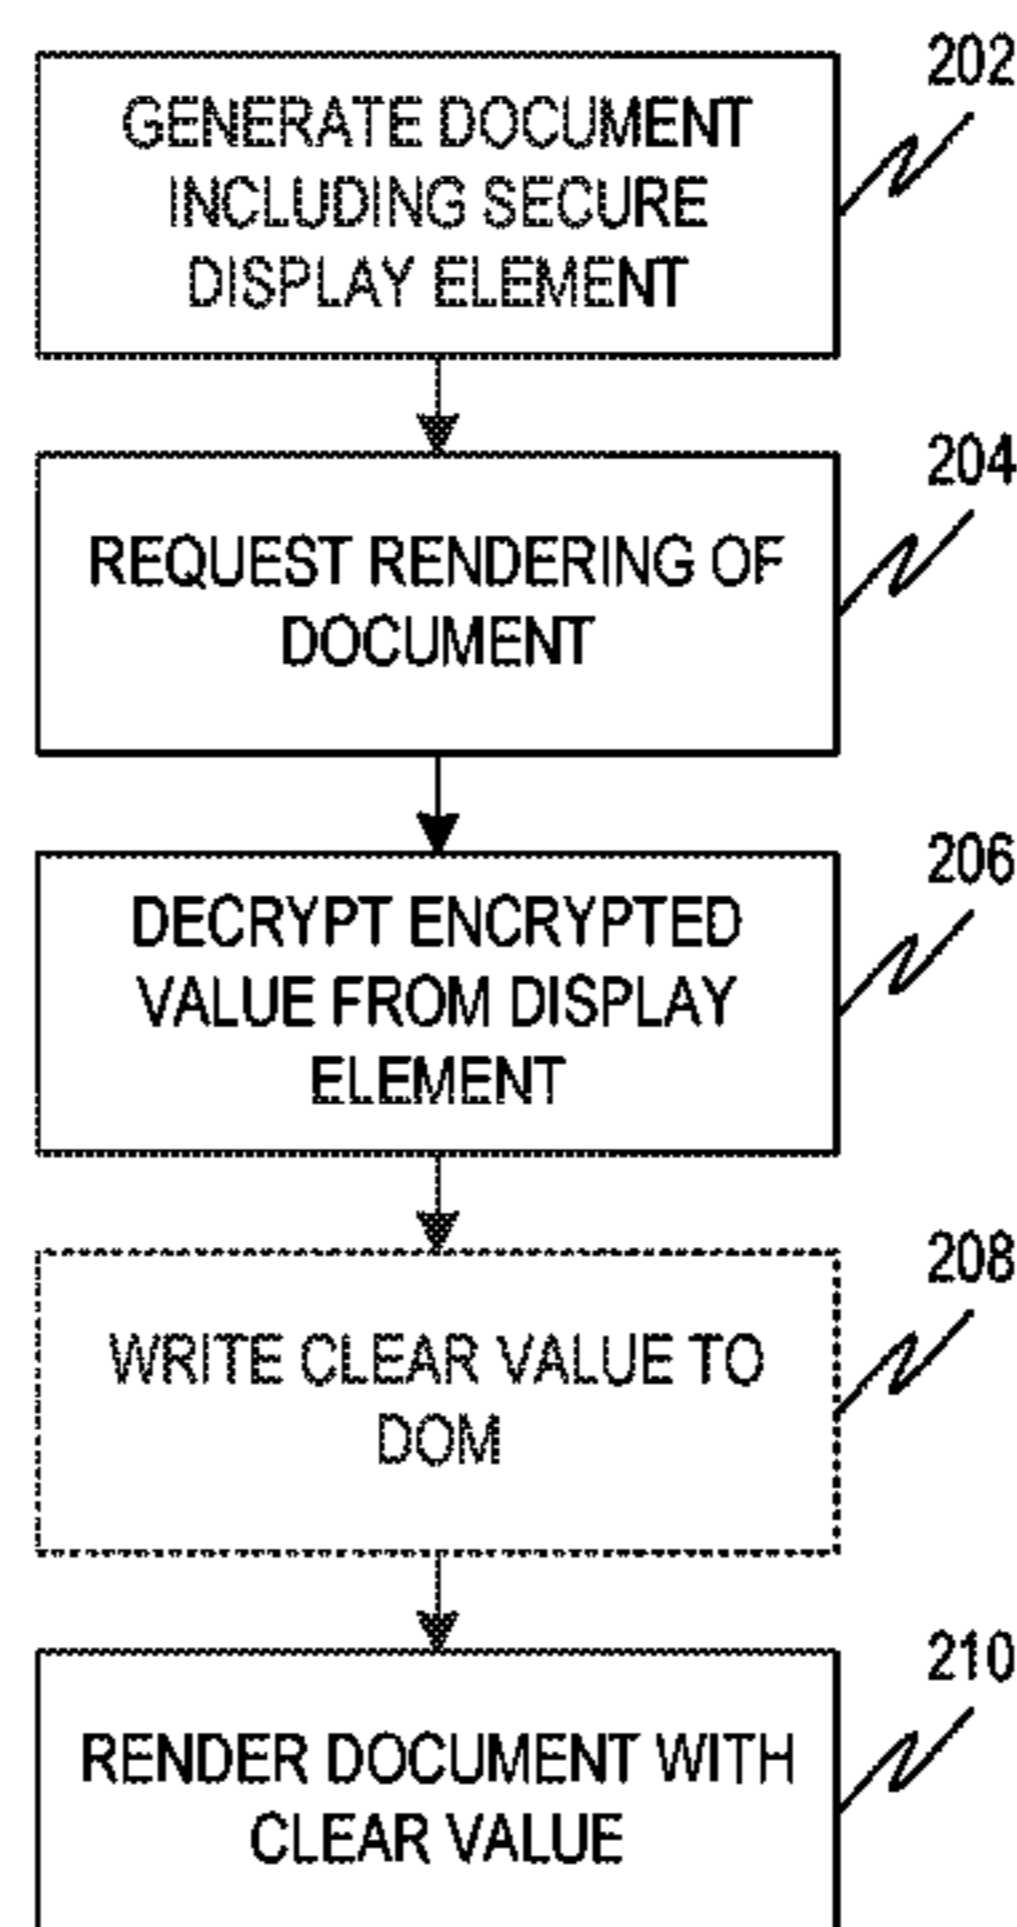 202
GENERATE DOCUMENT
INCLUDING SECURE
DISPLAY ELEMENT
204
REQUEST RENDERING OF
DOCUMENT
206
DECRYPT ENCRYPTED
VALUE FROM DISPLAY
ELEMENT
208
WRITE CLEAR VALUE TO
DOM
210
RENDER DOCUMENT WITH
CLEAR VALUE